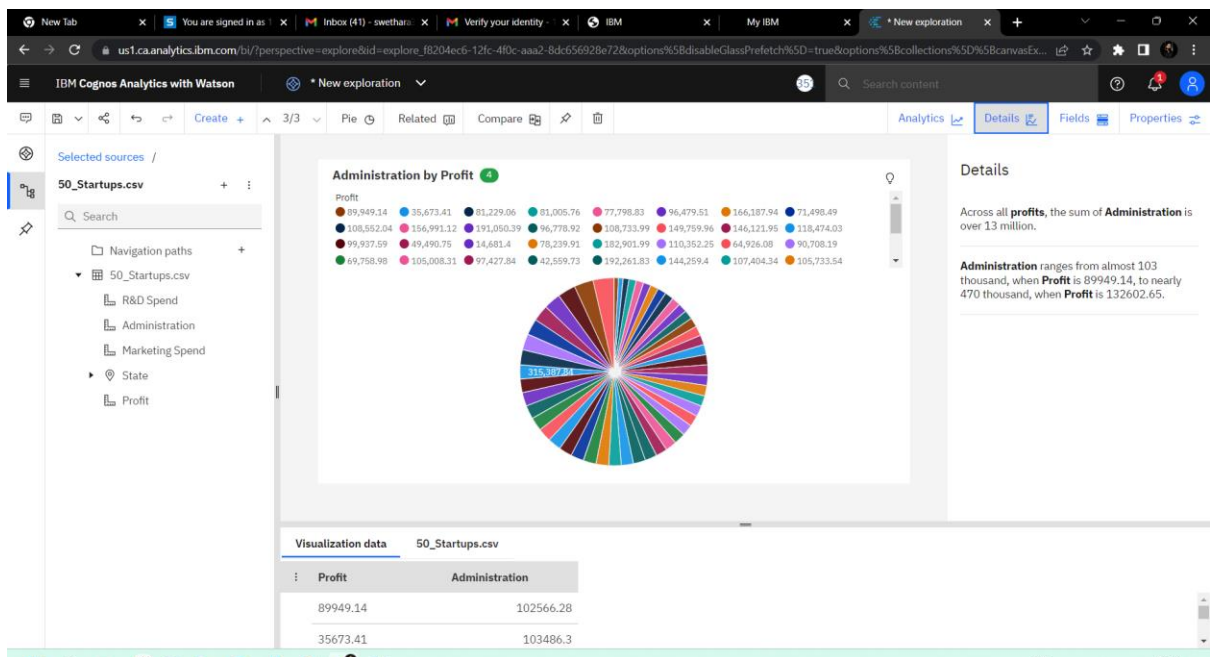 New Tab
You are signed in as 1
Inbox (41) - swethara
Verify your identity -
IBM
My IBM
* New exploration
us1.ca.analytics.ibm.com/bi/?perspective=explore&id=explore_f8204ec6-12fc-4f0c-aaa2-8dc656928e72&options%5BdisableGlassPrefetch%5D=true&options%5Bcollections%5D%5BcanvasEx...
IBM Cognos Analytics with Watson
* New exploration
35
Search content
1
Create +
3/3
Pie
Related
Compare
Analytics
Details
Fields
Properties
Selected sources /
50_Startups.csv
Search
Navigation paths
50_Startups.csv
R&D Spend
Administration
Marketing Spend
State
Profit
Administration by Profit 4
Profit
89,949.14 35,673.41 81,229.06 81,005.76 77,798.83 96,479.51 166,187.94 71,498.49
108,552.04 156,991.12 191,050.39 96,778.92 108,733.99 149,759.96 146,121.95 118,474.03
99,937.59 49,490.75 14,681.4 78,239.91 182,901.99 110,352.25 64,926.08 90,708.19
69,758.98 105,008.31 97,427.84 42,559.73 192,261.83 144,259.4 107,404.34 105,733.54
315,387.84
Details
Across all profits, the sum of Administration is
over 13 million.
Administration ranges from almost 103
thousand, when Profit is 89949.14, to nearly
470 thousand, when Profit is 132602.65.
Visualization data
50_Startups.csv
Profit Administration
89949.14 102566.28
35673.41 103486.3